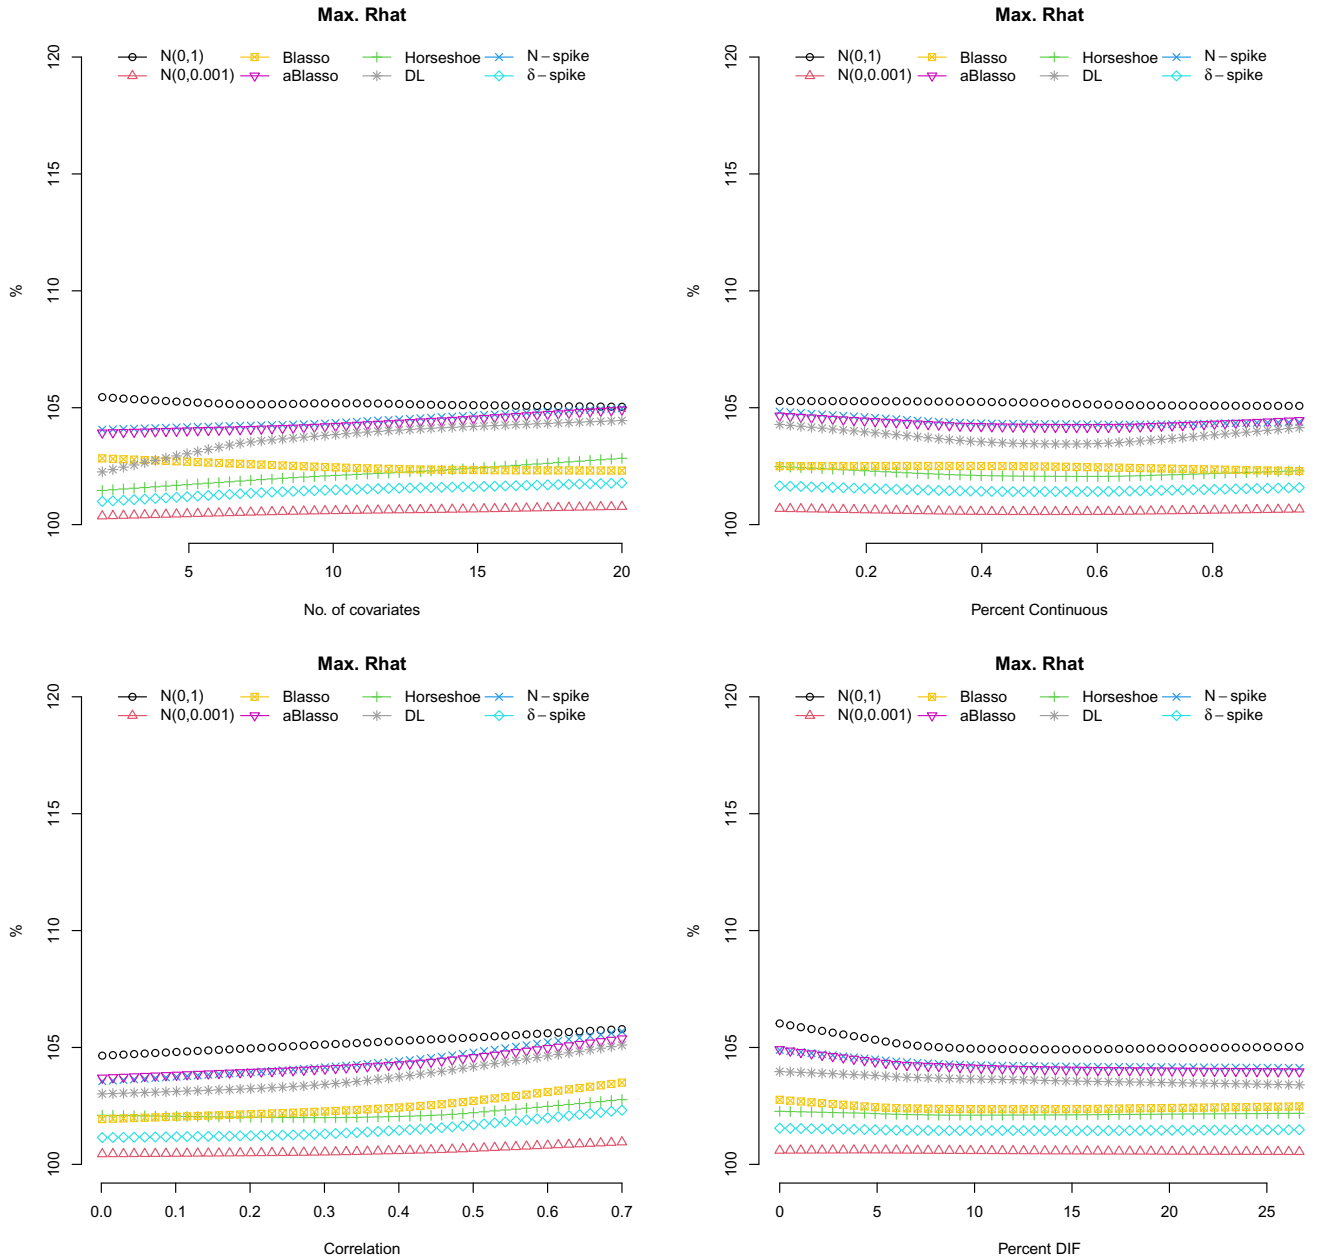 Max. Rhat
N(0,1) Blasso Horseshoe N−spike
N(0,0.001) aBlasso DL δ−spike
120
115
110
105
100
%
5 10 15 20
No. of covariates
Max. Rhat
N(0,1) Blasso Horseshoe N−spike
N(0,0.001) aBlasso DL δ−spike
120
115
110
105
100
%
0.2 0.4 0.6 0.8
Percent Continuous
Max. Rhat
N(0,1) Blasso Horseshoe N−spike
N(0,0.001) aBlasso DL δ−spike
120
115
110
105
100
%
0.0 0.1 0.2 0.3 0.4 0.5 0.6 0.7
Correlation
Max. Rhat
N(0,1) Blasso Horseshoe N−spike
N(0,0.001) aBlasso DL δ−spike
120
115
110
105
100
%
0 5 10 15 20 25
Percent DIF